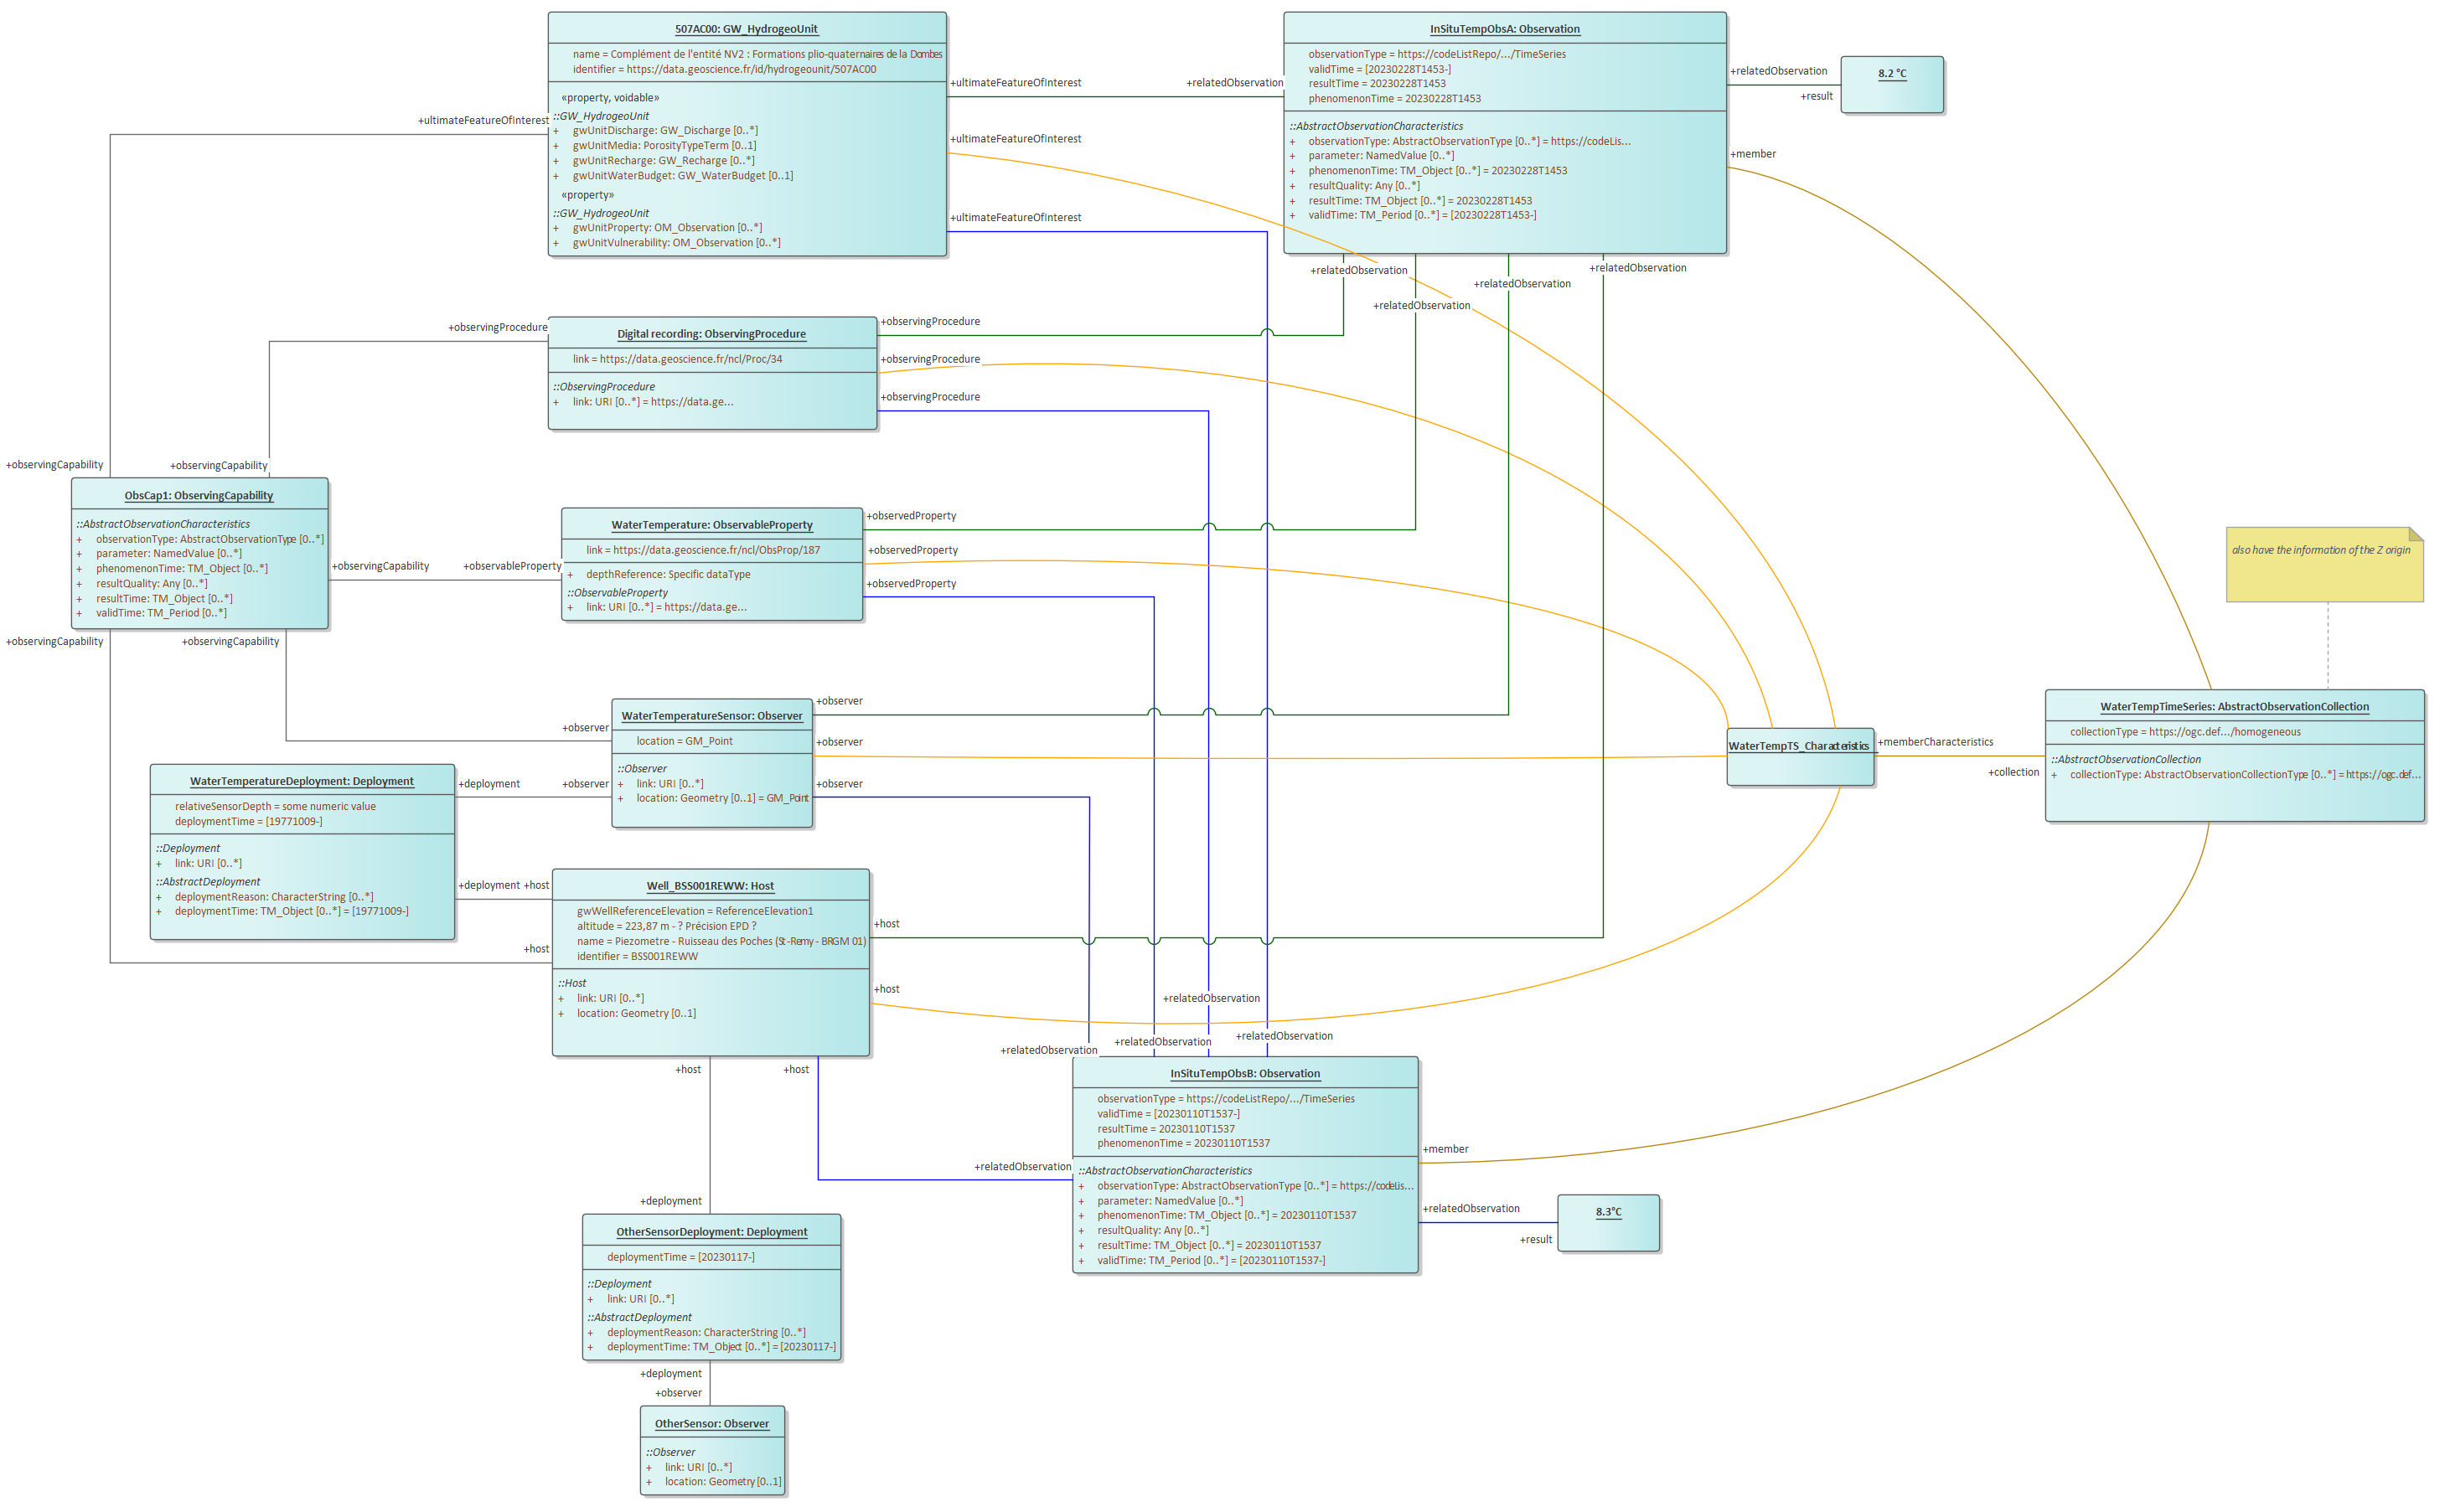 507AC00: GW_HydrogeoUnit
name = Complément de l'entité NV2 : Formations plio-quaternaires de la Dombes
identifier = https://data.geoscience.fr/id/hydrogeounit/507AC00
«property, voidable»
::GW_HydrogeoUnit
+ gwUnitDischarge: GW_Discharge [0..*]
+ gwUnitMedia: PorosityTypeTerm [0..1]
+ gwUnitRecharge: GW_Recharge [0..*]
+ gwUnitWaterBudget: GW_WaterBudget [0..1]
«property»
::GW_HydrogeoUnit
+ gwUnitProperty: OM_Observation [0..*]
+ gwUnitVulnerability: OM_Observation [0..*]
+ultimateFeatureOfInterest
+ultimateFeatureOfInterest
+relatedObservation
+ultimateFeatureOfInterest
+ultimateFeatureOfInterest
InSituTempObsA: Observation
observationType = https://codeListRepo/.../TimeSeries
validTime = [20230228T1453-]
resultTime = 20230228T1453
phenomenonTime = 20230228T1453
::AbstractObservationCharacteristics
+ observationType: AbstractObservationType [0..*] = https://codeLis...
+ parameter: NamedValue [0..*]
+ phenomenonTime: TM_Object [0..*] = 20230228T1453
+ resultQuality: Any [0..*]
+ resultTime: TM_Object [0..*] = 20230228T1453
+ validTime: TM_Period [0..*] = [20230228T1453-]
+relatedObservation
+result
8.2 °C
+member
+relatedObservation
+relatedObservation
+relatedObservation
+relatedObservation
+observingProcedure
Digital recording: ObservingProcedure
link = https://data.geoscience.fr/ncl/Proc/34
::ObservingProcedure
+ link: URI [0..*] = https://data.ge...
+observingProcedure
+observingProcedure
+observingProcedure
+observingCapability
+observingCapability
ObsCap1: ObservingCapability
::AbstractObservationCharacteristics
+ observationType: AbstractObservationType [0..*]
+ parameter: NamedValue [0..*]
+ phenomenonTime: TM_Object [0..*]
+ resultQuality: Any [0..*]
+ resultTime: TM_Object [0..*]
+ validTime: TM_Period [0..*]
+observingCapability
+observableProperty
+observingCapability
+observingCapability
WaterTemperature: ObservableProperty
link = https://data.geoscience.fr/ncl/ObsProp/187
+ depthReference: Specific dataType
::ObservableProperty
+ link: URI [0..*] = https://data.ge...
+observedProperty
+observedProperty
+observedProperty
also have the information of the Z origin
WaterTemperatureSensor: Observer
location = GM_Point
::Observer
+ link: URI [0..*]
+ location: Geometry [0..1] = GM_Point
+observer
+observer
+observer
+observer
+observer
+deployment
WaterTempTS_Characteristics
+memberCharacteristics
+collection
WaterTempTimeSeries: AbstractObservationCollection
collectionType = https://ogc.def.../homogeneous
::AbstractObservationCollection
+ collectionType: AbstractObservationCollectionType [0..*] = https://ogc.def...
WaterTemperatureDeployment: Deployment
relativeSensorDepth = some numeric value
deploymentTime = [19771009-]
::Deployment
+ link: URI [0..*]
::AbstractDeployment
+ deploymentReason: CharacterString [0..*]
+ deploymentTime: TM_Object [0..*] = [19771009-]
+deployment +host
+host
Well_BSS001REWW: Host
gwWellReferenceElevation = ReferenceElevation1
altitude = 223,87 m - ? Précision EPD ?
name = Piezometre - Ruisseau des Poches (St-Remy - BRGM 01)
identifier = BSS001REWW
::Host
+ link: URI [0..*]
+ location: Geometry [0..1]
+host
+host
+host
+host
+relatedObservation
+relatedObservation
+relatedObservation
+relatedObservation
+relatedObservation
InSituTempObsB: Observation
observationType = https://codeListRepo/.../TimeSeries
validTime = [20230110T1537-]
resultTime = 20230110T1537
phenomenonTime = 20230110T1537
::AbstractObservationCharacteristics
+ observationType: AbstractObservationType [0..*] = https://codeLis...
+ parameter: NamedValue [0..*]
+ phenomenonTime: TM_Object [0..*] = 20230110T1537
+ resultQuality: Any [0..*]
+ resultTime: TM_Object [0..*] = 20230110T1537
+ validTime: TM_Period [0..*] = [20230110T1537-]
+member
+relatedObservation
+result
8.3°C
+deployment
OtherSensorDeployment: Deployment
deploymentTime = [20230117-]
::Deployment
+ link: URI [0..*]
::AbstractDeployment
+ deploymentReason: CharacterString [0..*]
+ deploymentTime: TM_Object [0..*] = [20230117-]
+deployment
+observer
OtherSensor: Observer
::Observer
+ link: URI [0..*]
+ location: Geometry [0..1]